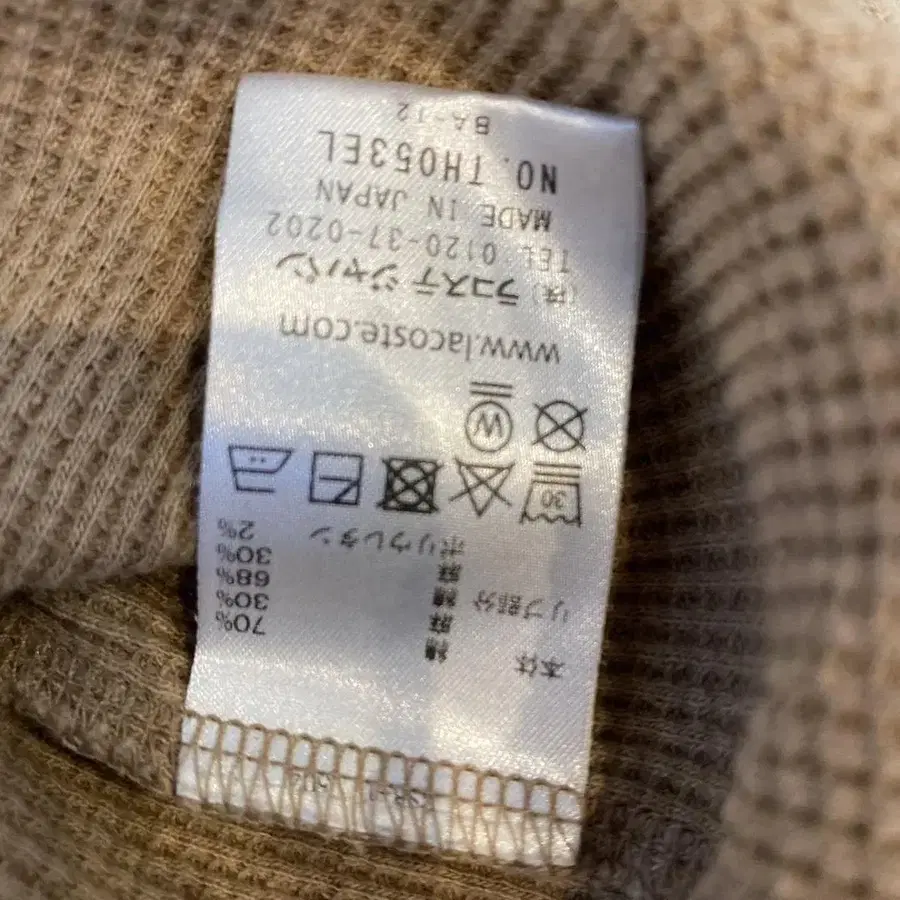 本体 綿 70%
麻 30%
リブ部分 綿 68%
麻 30%
ポリウレタン 2%
30
W
www.lacoste.com
(株)ラコステ ジャパン
TEL 0120-37-0202
MADE IN JAPAN
NO. TH053EL
BA-12